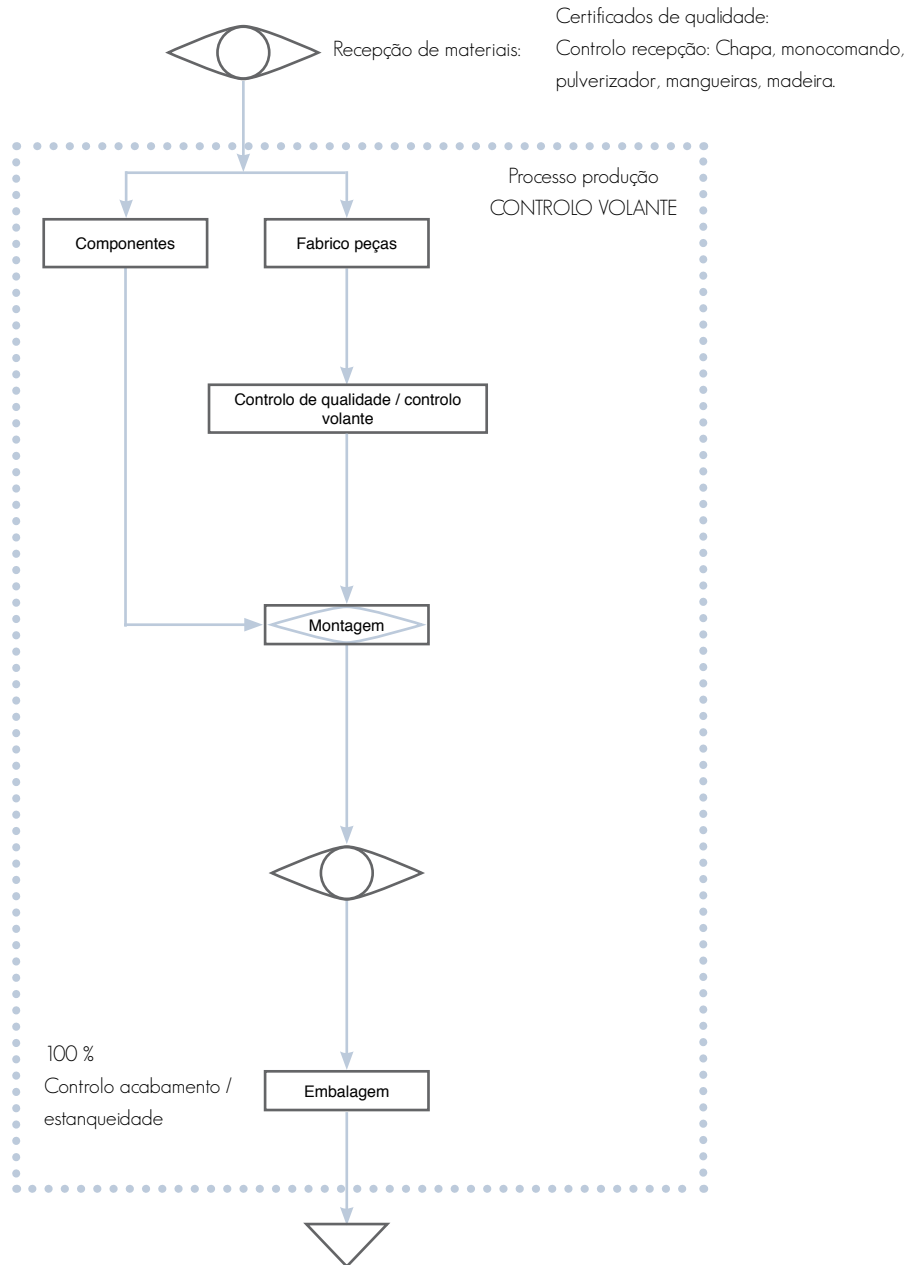 Certificados de qualidade:
Recepção de materiais:
Controlo recepção: Chapa, monocomando,
pulverizador, mangueiras, madeira.
Processo produção
CONTROLO VOLANTE
Componentes
Fabrico peças
Controlo de qualidade / controlo
volante
Montagem
100 %
Controlo acabamento /
estanqueidade
Embalagem